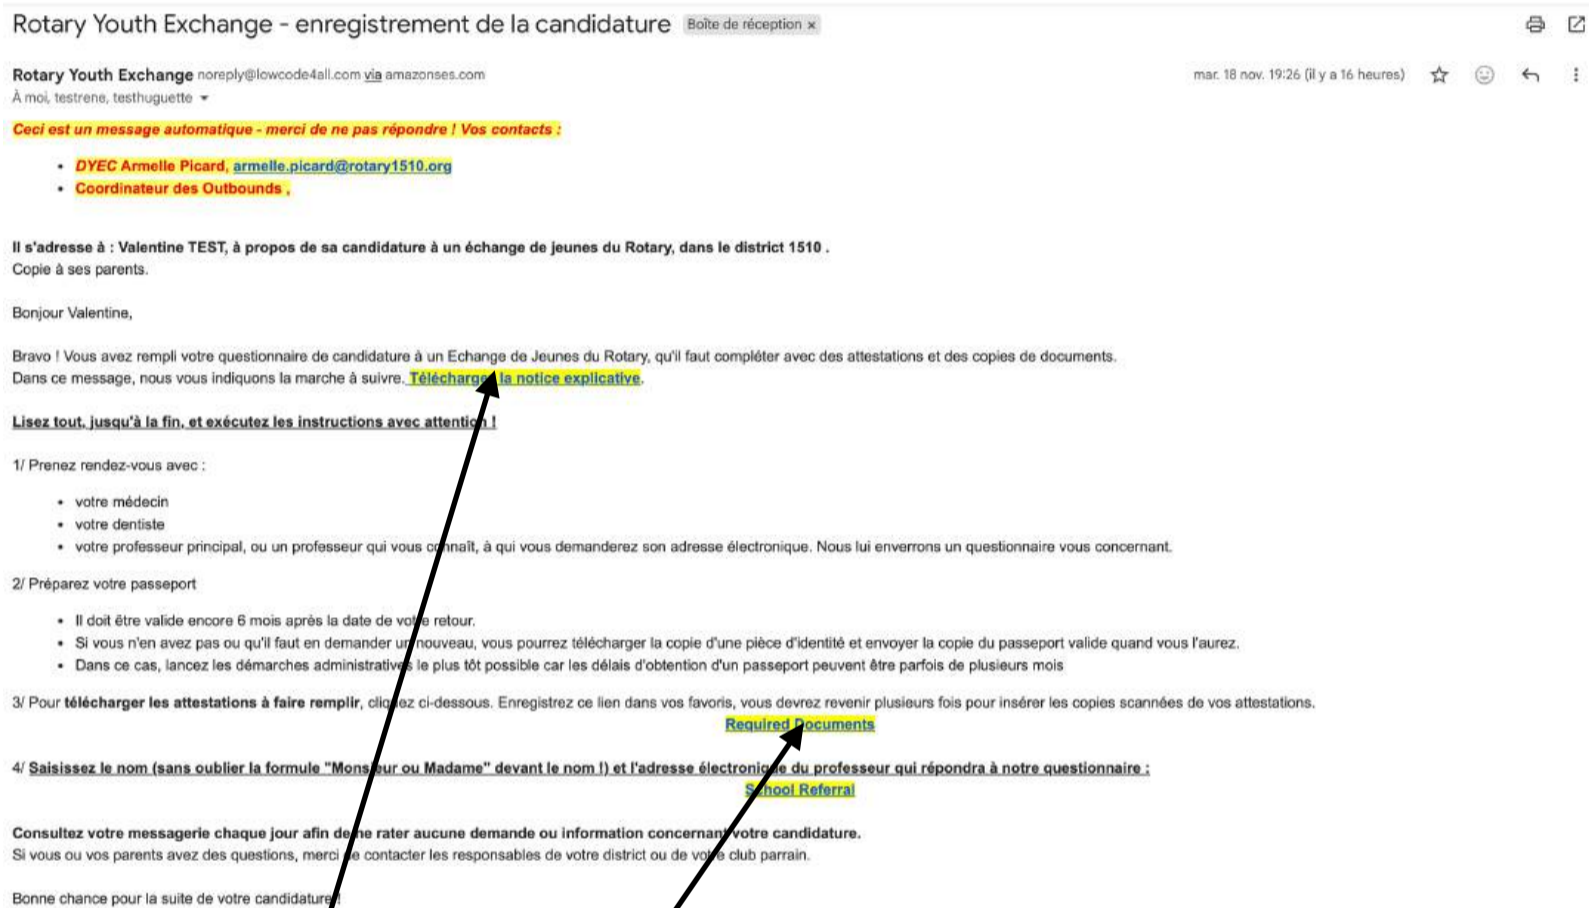 Rotary Youth Exchange - enregistrement de la candidature Boîte de réception ×
Rotary Youth Exchange noreply@lowcode4all.com via amazonses.com mar. 18 nov. 19:26 (il y a 16 heures)
À moi, testrene, testhuguette
Ceci est un message automatique - merci de ne pas répondre ! Vos contacts :
• DYEC Armelle Picard, armelle.picard@rotary1510.org
• Coordinateur des Outbounds ,
Il s'adresse à : Valentine TEST, à propos de sa candidature à un échange de jeunes du Rotary, dans le district 1510 .
Copie à ses parents.
Bonjour Valentine,
Bravo ! Vous avez rempli votre questionnaire de candidature à un Echange de Jeunes du Rotary, qu'il faut compléter avec des attestations et des copies de documents.
Dans ce message, nous vous indiquons la marche à suivre. Télécharger la notice explicative.
Lisez tout, jusqu'à la fin, et exécutez les instructions avec attention !
1/ Prenez rendez-vous avec :
• votre médecin
• votre dentiste
• votre professeur principal, ou un professeur qui vous connaît, à qui vous demanderez son adresse électronique. Nous lui enverrons un questionnaire vous concernant.
2/ Préparez votre passeport
• Il doit être valide encore 6 mois après la date de votre retour.
• Si vous n'en avez pas ou qu'il faut en demander un nouveau, vous pourrez télécharger la copie d'une pièce d'identité et envoyer la copie du passeport valide quand vous l'aurez.
• Dans ce cas, lancez les démarches administratives le plus tôt possible car les délais d'obtention d'un passeport peuvent être parfois de plusieurs mois
3/ Pour télécharger les attestations à faire remplir, cliquez ci-dessous. Enregistrez ce lien dans vos favoris, vous devrez revenir plusieurs fois pour insérer les copies scannées de vos attestations.
Required Documents
4/ Saisissez le nom (sans oublier la formule "Monsieur ou Madame" devant le nom !) et l'adresse électronique du professeur qui répondra à notre questionnaire :
School Referral
Consultez votre messagerie chaque jour afin de ne rater aucune demande ou information concernant votre candidature.
Si vous ou vos parents avez des questions, merci de contacter les responsables de votre district ou de votre club parrain.
Bonne chance pour la suite de votre candidature !